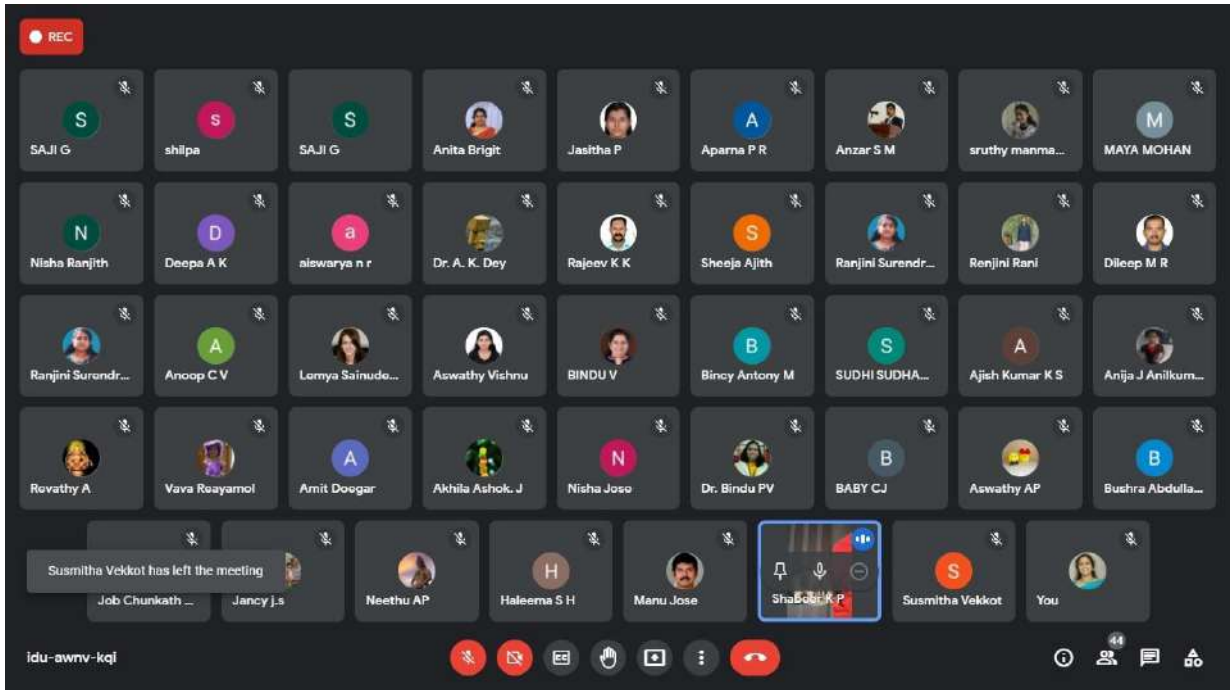 REC
S S S A M
SAJI G shilpa SAJI G Anita Brigit Jasitha P Aparna P R Anzar S M sruthy manma... MAYA MOHAN
N D a S
Nisha Ranjith Deepa A K aiswarya n r Dr. A. K. Dey Rajeev K K Sheeja Ajith Ranjini Surendr... Renjini Rani Dileep M R
A B S A
Ranjini Surendr... Anoop C V Lemya Sainude... Aswathy Vishnu BINDU V Bincy Antony M SUDHI SUDHA... Ajish Kumar K S Anija J Anilkum...
A N B B
Revathy A Vava Reayamol Amit Doegar Akhila Ashok. J Nisha Jose Dr. Bindu PV BABY CJ Aswathy AP Bushra Abdulla...
Susmitha Vekkot has left the meeting H S
Job Chunkath ... Jancy j.s Neethu AP Haleema S H Manu Jose Shabeer K P Susmitha Vekkot You
idu-awnv-kqi CC 44